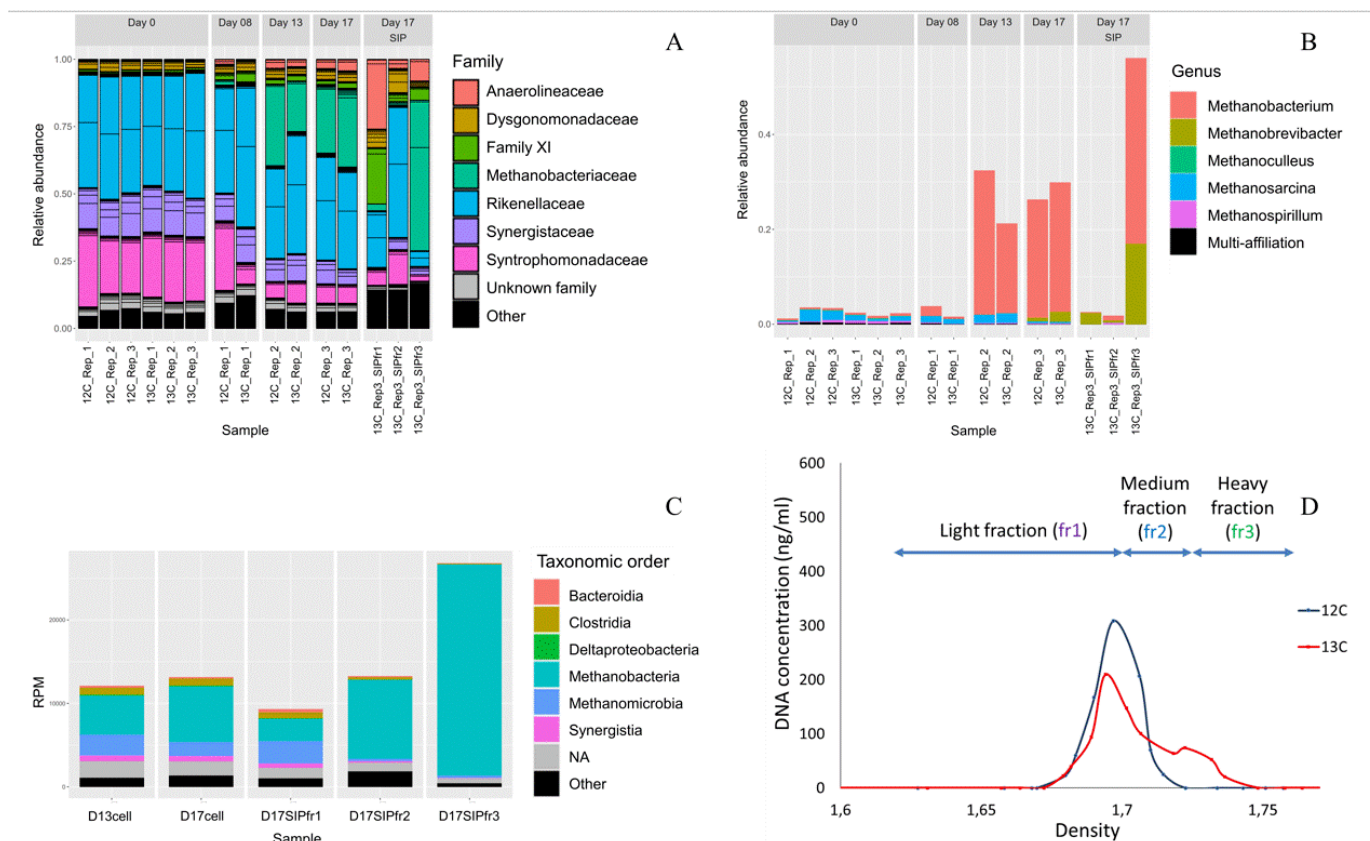 Day 0 Day 08 Day 13 Day 17 Day 17
SIP
A
1.00
0.75
0.50
0.25
0.00
Relative abundance
12C_Rep_1
12C_Rep_2
12C_Rep_3
13C_Rep_1
13C_Rep_2
13C_Rep_3
12C_Rep_1
13C_Rep_1
12C_Rep_2
13C_Rep_2
12C_Rep_3
13C_Rep_3
13C_Rep3_SIPfr1
13C_Rep3_SIPfr2
13C_Rep3_SIPfr3
Sample
Family
Anaerolineaceae
Dysgonomonadaceae
Family XI
Methanobacteriaceae
Rikenellaceae
Synergistaceae
Syntrophomonadaceae
Unknown family
Other
Day 0 Day 08 Day 13 Day 17 Day 17
SIP
B
0.4
0.2
0.0
Relative abundance
12C_Rep_1
12C_Rep_2
12C_Rep_3
13C_Rep_1
13C_Rep_2
13C_Rep_3
12C_Rep_1
13C_Rep_1
12C_Rep_2
13C_Rep_2
12C_Rep_3
13C_Rep_3
13C_Rep3_SIPfr1
13C_Rep3_SIPfr2
13C_Rep3_SIPfr3
Sample
Genus
Methanobacterium
Methanobrevibacter
Methanoculleus
Methanosarcina
Methanospirillum
Multi-affiliation
C
20000
10000
0
RPM
D13cell D17cell D17SIPfr1 D17SIPfr2 D17SIPfr3
Sample
Taxonomic order
Bacteroidia
Clostridia
Deltaproteobacteria
Methanobacteria
Methanomicrobia
Synergistia
NA
Other
D
600
500
400
300
200
100
0
DNA concentration (ng/ml)
Light fraction (fr1)
Medium
fraction
(fr2)
Heavy
fraction
(fr3)
12C
13C
1,6 1,65 1,7 1,75
Density